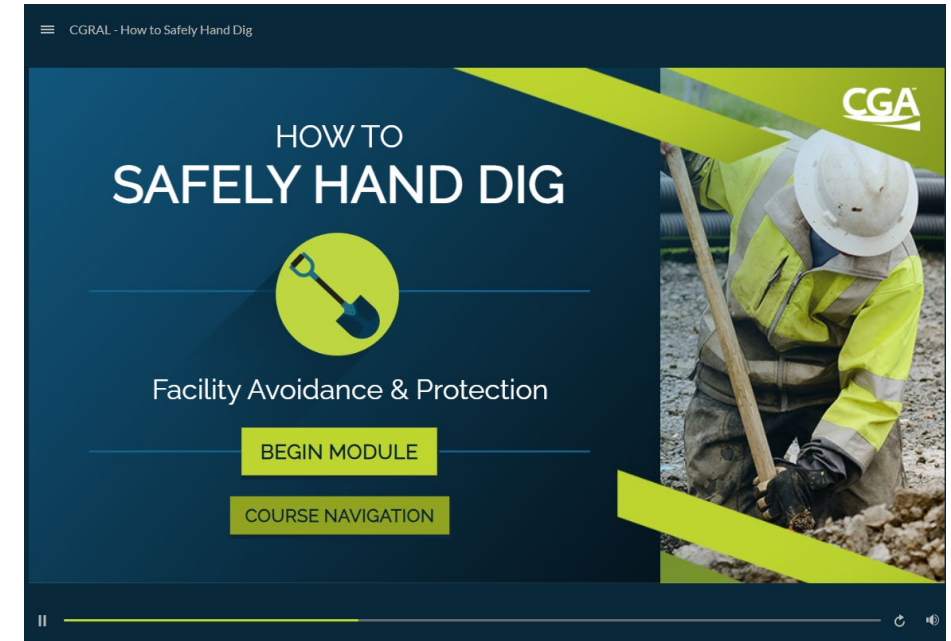 CGRAL - How to Safely Hand Dig
CGA
HOW TO
SAFELY HAND DIG
Facility Avoidance & Protection
BEGIN MODULE
COURSE NAVIGATION